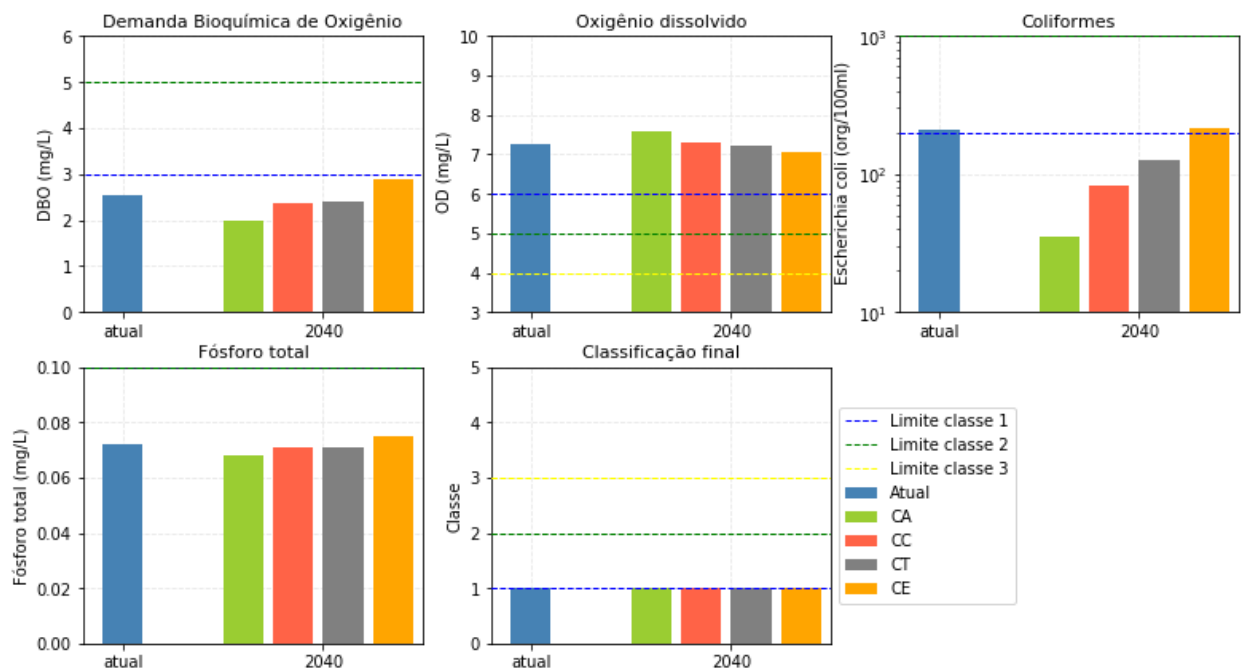 Demanda Bioquímica de Oxigênio
DBO (mg/L)
6
5
4
3
2
1
0
atual
2040
Oxigênio dissolvido
OD (mg/L)
10
9
8
7
6
5
4
3
atual
2040
Coliformes
Escherichia coli (org/100ml)
10³
10²
10¹
atual
2040
Fósforo total
Fósforo total (mg/L)
0.10
0.08
0.06
0.04
0.02
0.00
atual
2040
Classificação final
Classe
5
4
3
2
1
0
atual
2040
Limite classe 1
Limite classe 2
Limite classe 3
Atual
CA
CC
CT
CE